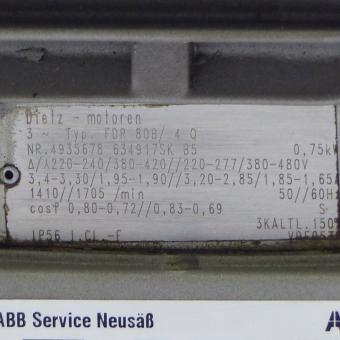 Dietz - motoren
3 ~ Typ. FDR 80B/ 4 Q
NR.4935678 634917SK B5 0,75kW
Δ/⅄220-240/380-420//220-277/380-480V
3,4-3,30/1,95-1,90//3,20-2,85/1,85-1,65A
1410//1705 /min 50//60Hz
cosᵠ 0,80-0,72//0,83-0,69 S
3KALTL.150
IP56 I.CL.-F
ABB Service Neusäß